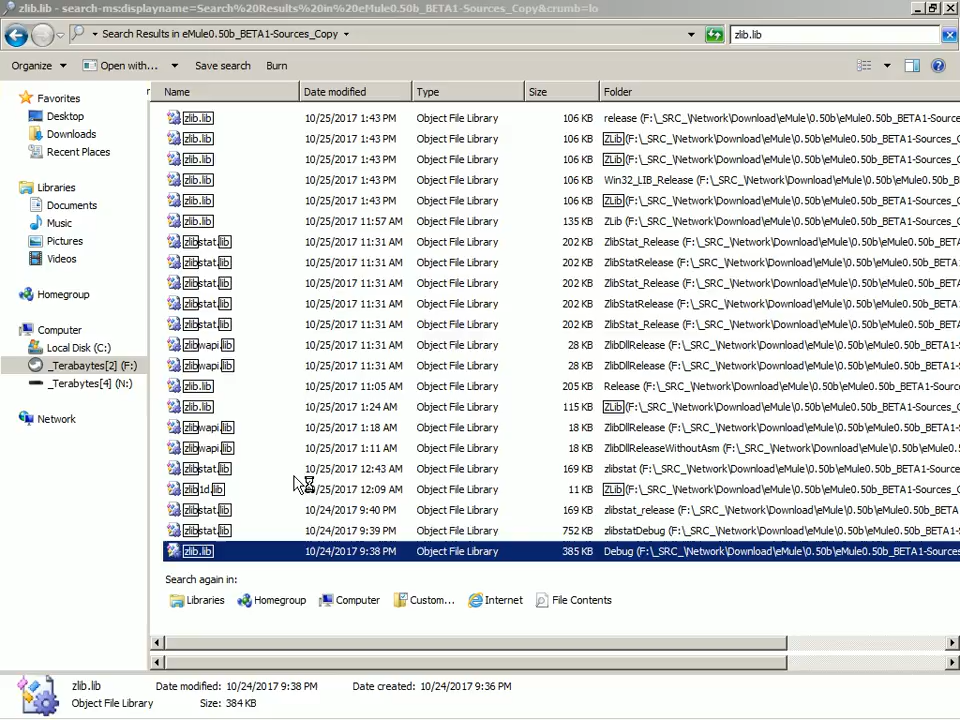 zlib.lib - search-ms:displayname=Search%20Results%20in%20eMule0.50b_BETA1-Sources_Copy&crumb=lo
Search Results in eMule0.50b_BETA1-Sources_Copy
zlib.lib
Organize Open with... Save search Burn
Name Date modified Type Size Folder
Favorites
Desktop
Downloads
Recent Places
Libraries
Documents
Music
Pictures
Videos
Homegroup
Computer
Local Disk (C:)
_Terabaytes[2] (F:)
_Terabytes[4] (N:)
Network
zlib.lib 10/25/2017 1:43 PM Object File Library 106 KB release (F:\_SRC_\Network\Download\eMule\0.50b\eMule0.50b_BETA1-Source
zlib.lib 10/25/2017 1:43 PM Object File Library 106 KB ZLib (F:\_SRC_\Network\Download\eMule\0.50b\eMule0.50b_BETA1-Sources_C
zlib.lib 10/25/2017 1:43 PM Object File Library 106 KB ZLib (F:\_SRC_\Network\Download\eMule\0.50b\eMule0.50b_BETA1-Sources_C
zlib.lib 10/25/2017 1:43 PM Object File Library 106 KB Win32_LIB_Release (F:\_SRC_\Network\Download\eMule\0.50b\eMule0.50b_
zlib.lib 10/25/2017 1:43 PM Object File Library 106 KB ZLib (F:\_SRC_\Network\Download\eMule\0.50b\eMule0.50b_BETA1-Sources_C
zlib.lib 10/25/2017 11:57 AM Object File Library 135 KB ZLib (F:\_SRC_\Network\Download\eMule\0.50b\eMule0.50b_BETA1-Sources_C
zlibstat.lib 10/25/2017 11:31 AM Object File Library 202 KB ZlibStat_Release (F:\_SRC_\Network\Download\eMule\0.50b\eMule0.50b_BE
zlibstat.lib 10/25/2017 11:31 AM Object File Library 202 KB ZlibStatRelease (F:\_SRC_\Network\Download\eMule\0.50b\eMule0.50b_BET
zlibstat.lib 10/25/2017 11:31 AM Object File Library 202 KB ZlibStat_Release (F:\_SRC_\Network\Download\eMule\0.50b\eMule0.50b_BE
zlibstat.lib 10/25/2017 11:31 AM Object File Library 202 KB ZlibStatRelease (F:\_SRC_\Network\Download\eMule\0.50b\eMule0.50b_BET
zlibstat.lib 10/25/2017 11:31 AM Object File Library 202 KB ZlibStat_Release (F:\_SRC_\Network\Download\eMule\0.50b\eMule0.50b_BE
zlibwapi.lib 10/25/2017 11:31 AM Object File Library 28 KB ZlibDllRelease (F:\_SRC_\Network\Download\eMule\0.50b\eMule0.50b_BETA
zlibwapi.lib 10/25/2017 11:31 AM Object File Library 28 KB ZlibDllRelease (F:\_SRC_\Network\Download\eMule\0.50b\eMule0.50b_BETA
zlib.lib 10/25/2017 11:05 AM Object File Library 205 KB Release (F:\_SRC_\Network\Download\eMule\0.50b\eMule0.50b_BETA1-Sourc
zlib.lib 10/25/2017 1:24 AM Object File Library 115 KB ZLib (F:\_SRC_\Network\Download\eMule\0.50b\eMule0.50b_BETA1-Sources_C
zlibwapi.lib 10/25/2017 1:18 AM Object File Library 18 KB ZlibDllRelease (F:\_SRC_\Network\Download\eMule\0.50b\eMule0.50b_BETA
zlibwapi.lib 10/25/2017 1:11 AM Object File Library 18 KB ZlibDllReleaseWithoutAsm (F:\_SRC_\Network\Download\eMule\0.50b\eMule0
zlibstat.lib 10/25/2017 12:43 AM Object File Library 169 KB zlibstat (F:\_SRC_\Network\Download\eMule\0.50b\eMule0.50b_BETA1-Source
zlib1d.lib 10/25/2017 12:09 AM Object File Library 11 KB ZLib (F:\_SRC_\Network\Download\eMule\0.50b\eMule0.50b_BETA1-Sources_C
zlibstat.lib 10/24/2017 9:40 PM Object File Library 169 KB zlibstat_release (F:\_SRC_\Network\Download\eMule\0.50b\eMule0.50b_BET
zlibstat.lib 10/24/2017 9:39 PM Object File Library 752 KB zlibstatDebug (F:\_SRC_\Network\Download\eMule\0.50b\eMule0.50b_BETA1
zlib.lib 10/24/2017 9:38 PM Object File Library 385 KB Debug (F:\_SRC_\Network\Download\eMule\0.50b\eMule0.50b_BETA1-Sources
Search again in:
Libraries Homegroup Computer Custom... Internet File Contents
zlib.lib Date modified: 10/24/2017 9:38 PM Date created: 10/24/2017 9:36 PM
Object File Library Size: 384 KB